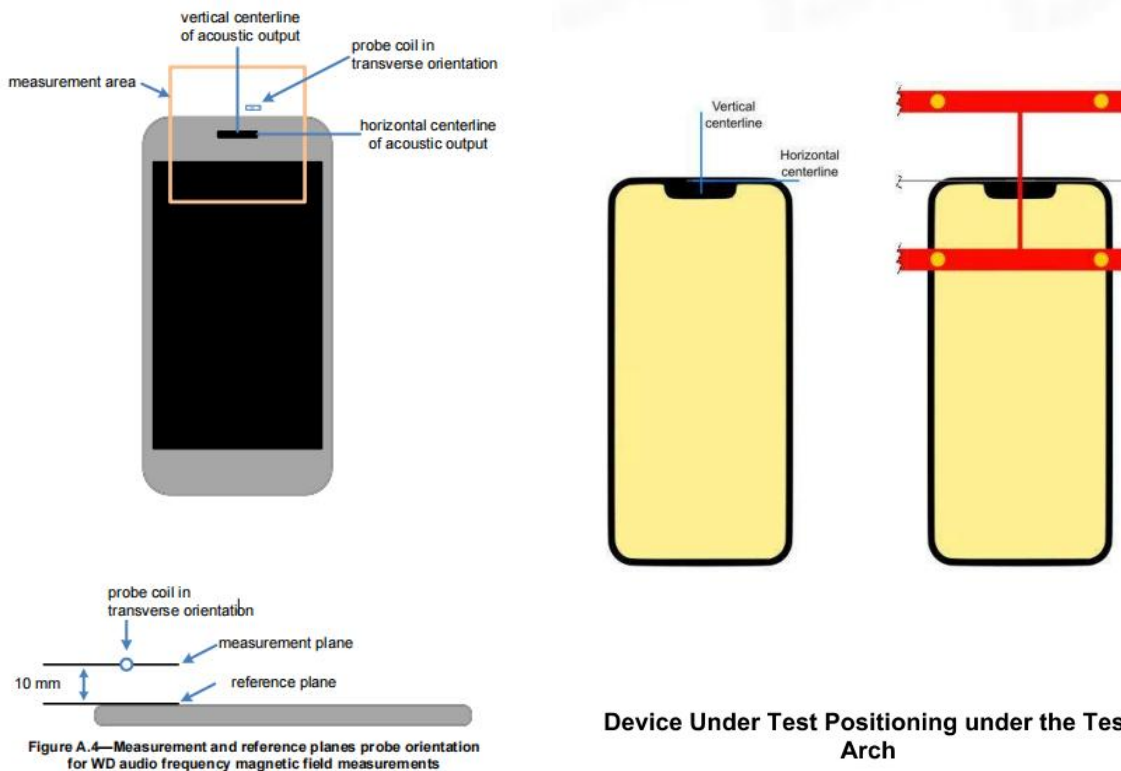 vertical centerline
of acoustic output
probe coil in
transverse orientation
measurement area
horizontal centerline
of acoustic output
Vertical
centerline
Horizontal
centerline
probe coil in
transverse orientation
measurement plane
10 mm
reference plane
Figure A.4—Measurement and reference planes probe orientation
for WD audio frequency magnetic field measurements
Device Under Test Positioning under the Tes
Arch